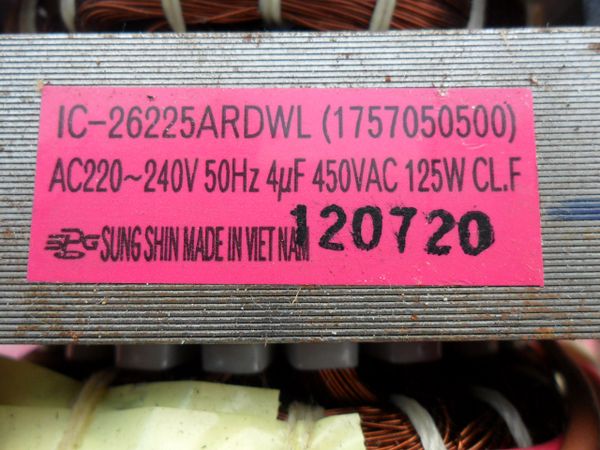 IC-26225ARDWL (1757050500)
AC220~240V 50Hz 4μF 450VAC 125W CL.F
SUNG SHIN MADE IN VIET NAM 120720